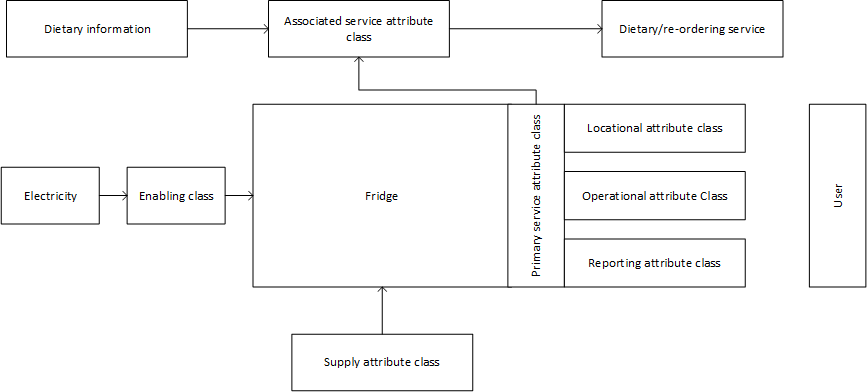 Dietary information
Associated service attribute
class
Dietary/re-ordering service
Electricity
Enabling class
Fridge
Primary service attribute class
Locational attribute class
Operational attribute Class
Reporting attribute class
User
Supply attribute class